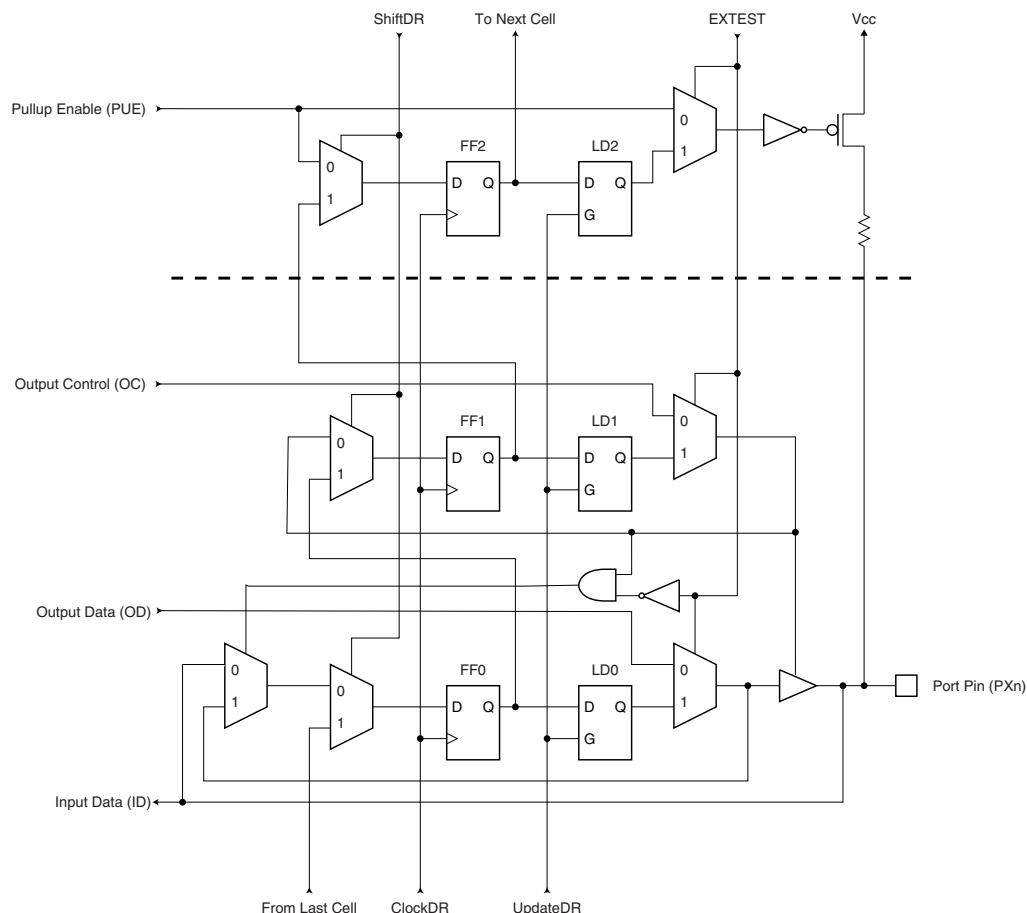 ShiftDR
To Next Cell
EXTEST
Vcc
Pullup Enable (PUE)
0
1
FF2
D Q
LD2
D Q
G
0
1
Output Control (OC)
0
1
FF1
D Q
LD1
D Q
G
0
1
Output Data (OD)
0
1
0
1
FF0
D Q
LD0
D Q
G
0
1
Port Pin (PXn)
Input Data (ID)
From Last Cell
ClockDR
UpdateDR